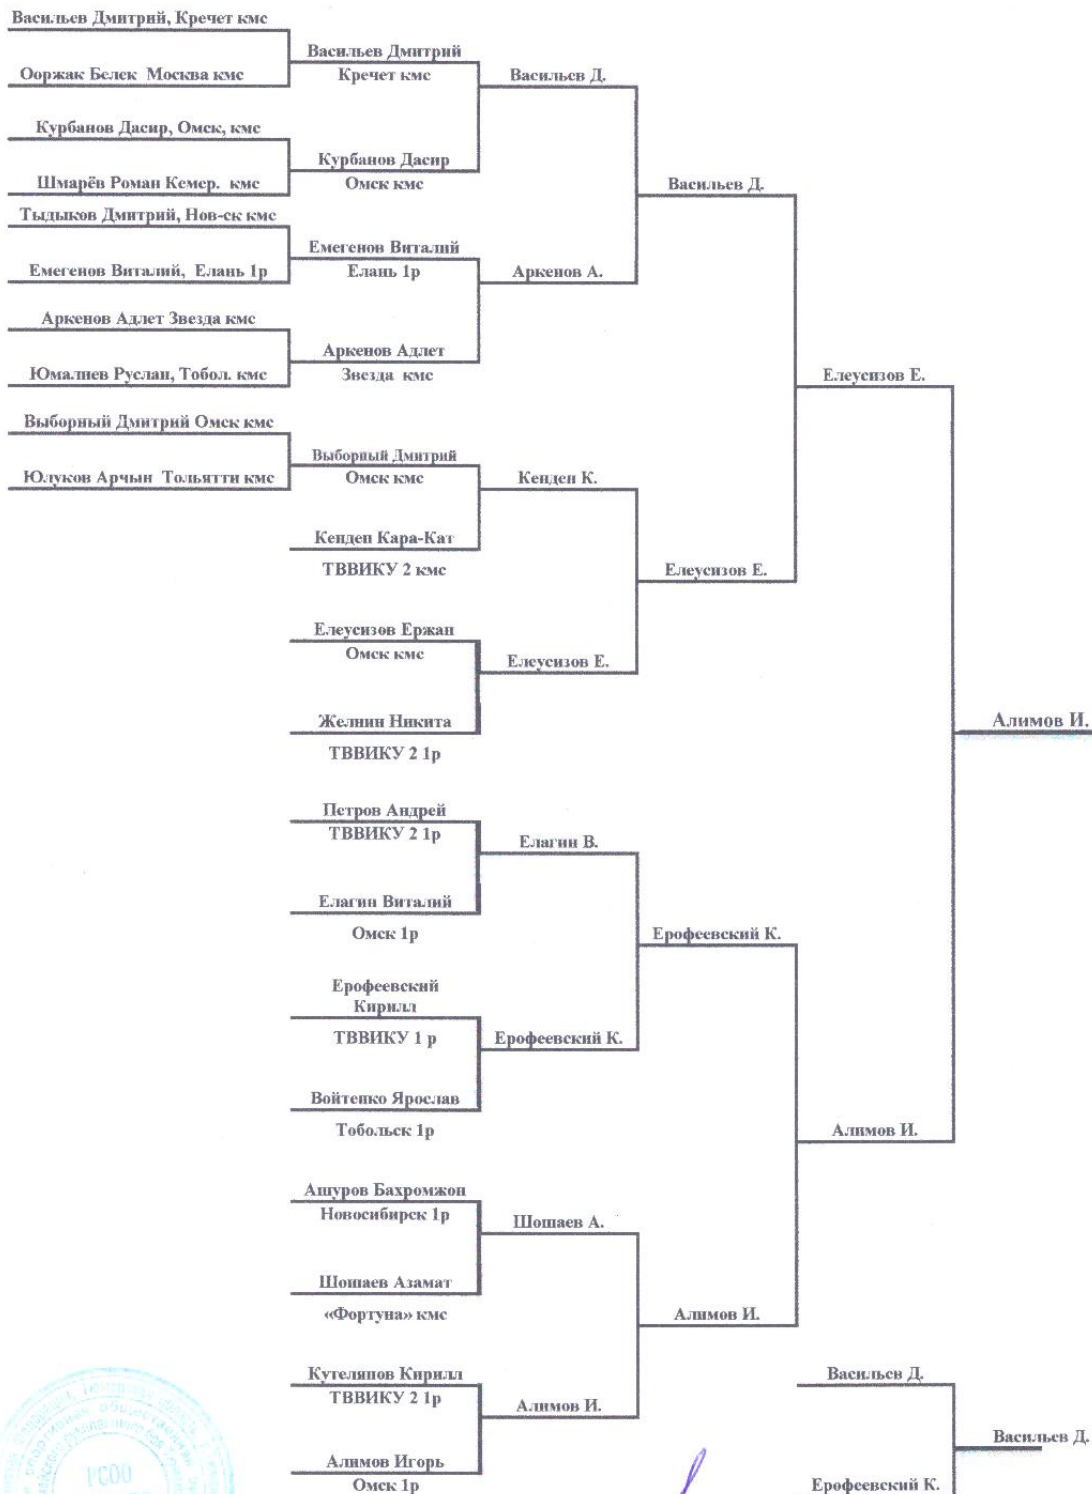 Васильев Дмитрий, Кречет кмс
Ооржак Белек Москва кмс
Курбанов Дасир, Омск, кмс
Шмарёв Роман Кемер. кмс
Тыдыков Дмитрий, Нов-ск кмс
Емегенов Виталий, Елань 1р
Аркенов Адлет Звезда кмс
Юмалиев Руслан, Тобол. кмс
Выборный Дмитрий Омск кмс
Юлуков Арчын Тольятти кмс
Васильев Дмитрий
Кречет кмс
Курбанов Дасир
Омск кмс
Емегенов Виталий
Елань 1р
Аркенов Адлет
Звезда кмс
Выборный Дмитрий
Омск кмс
Кенден Кара-Кат
ТВВИКУ 2 кмс
Елеусизов Ержан
Омск кмс
Желнин Никита
ТВВИКУ 2 1р
Петров Андрей
ТВВИКУ 2 1р
Елагин Виталий
Омск 1р
Ерофеевский
Кирилл
ТВВИКУ 1 р
Войтенко Ярослав
Тобольск 1р
Ашуров Бахромжон
Новосибирск 1р
Шошаев Азамат
«Фортуна» кмс
Кутеляпов Кирилл
ТВВИКУ 2 1р
Алимов Игорь
Омск 1р
Васильев Д.
Аркенов А.
Кенден К.
Елеусизов Е.
Елагин В.
Ерофеевский К.
Шошаев А.
Алимов И.
Васильев Д.
Елеусизов Е.
Ерофеевский К.
Алимов И.
Елеусизов Е.
Алимов И.
Алимов И.
Васильев Д.
Ерофеевский К.
Васильев Д.
РСОО